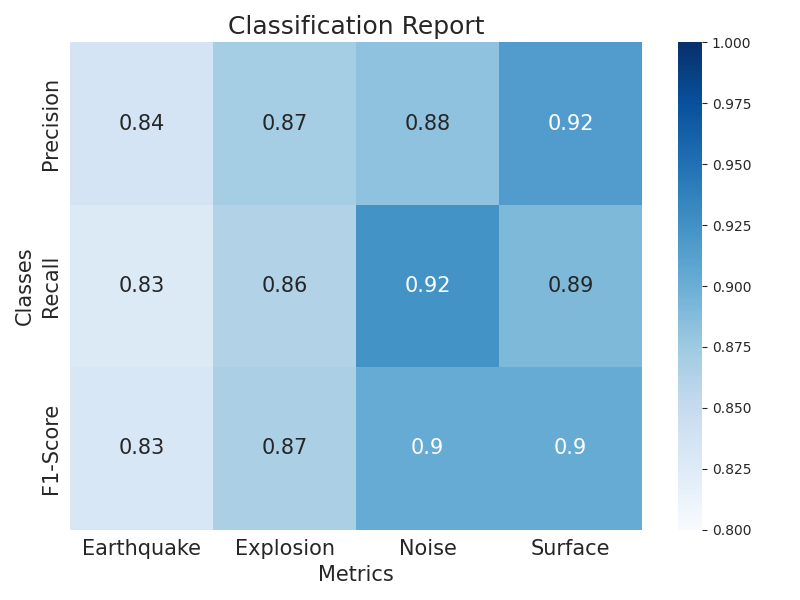 Classification Report
Classes
Precision
0.84 0.87 0.88 0.92
Recall
0.83 0.86 0.92 0.89
F1-Score
0.83 0.87 0.9 0.9
Earthquake Explosion Noise Surface
Metrics
1.000
0.975
0.950
0.925
0.900
0.875
0.850
0.825
0.800